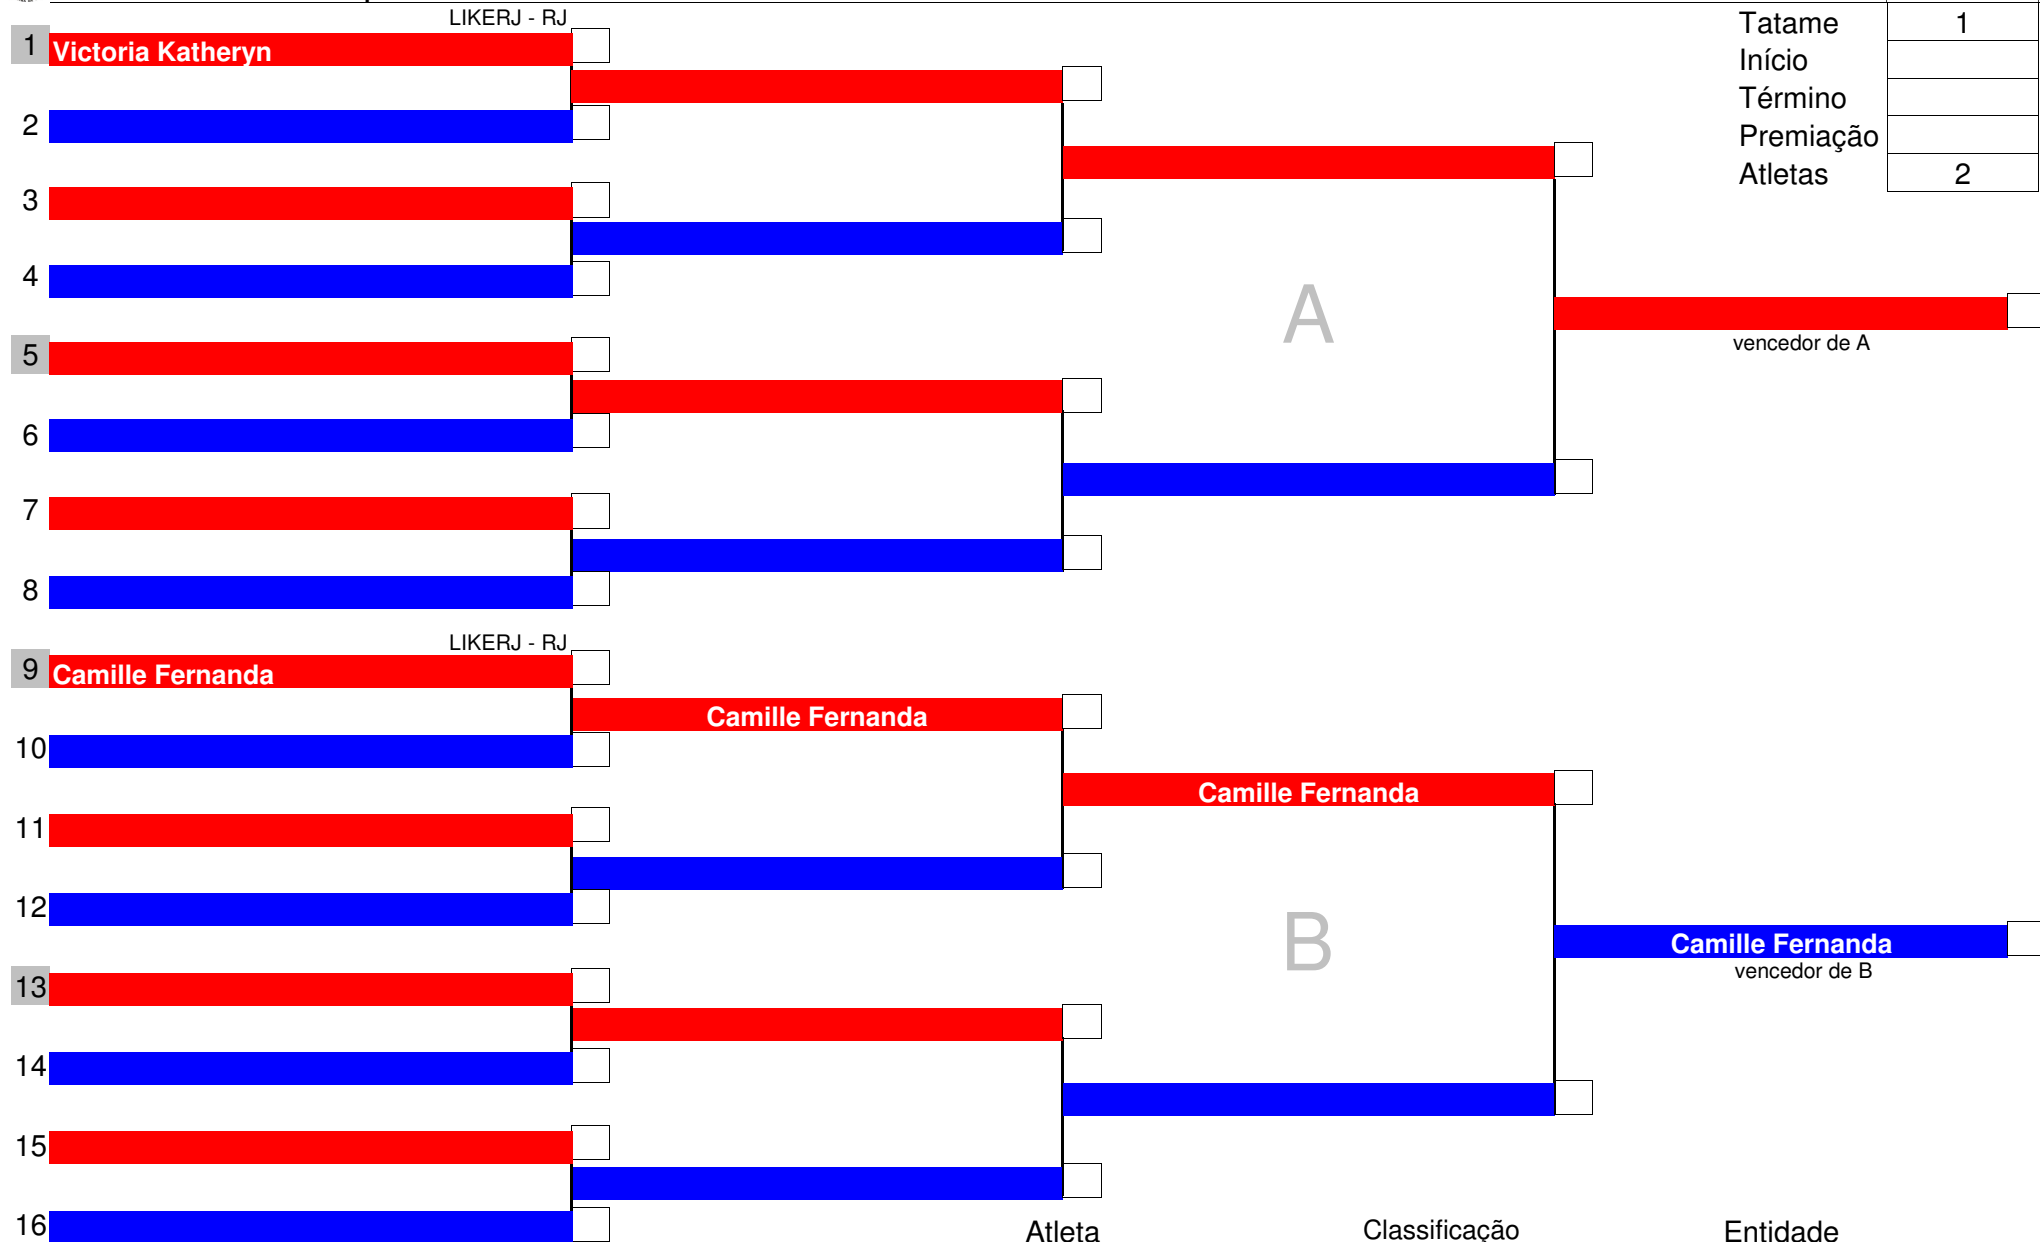 LIKERJ - RJ
Tatame 1
1 Victoria Katheryn
Início
Término
2
Premiação
Atletas 2
3
4
A
5
vencedor de A
6
7
8
LIKERJ - RJ
9 Camille Fernanda
Camille Fernanda
10
Camille Fernanda
11
12
B
Camille Fernanda
vencedor de B
13
14
15
16
Atleta Classificação Entidade